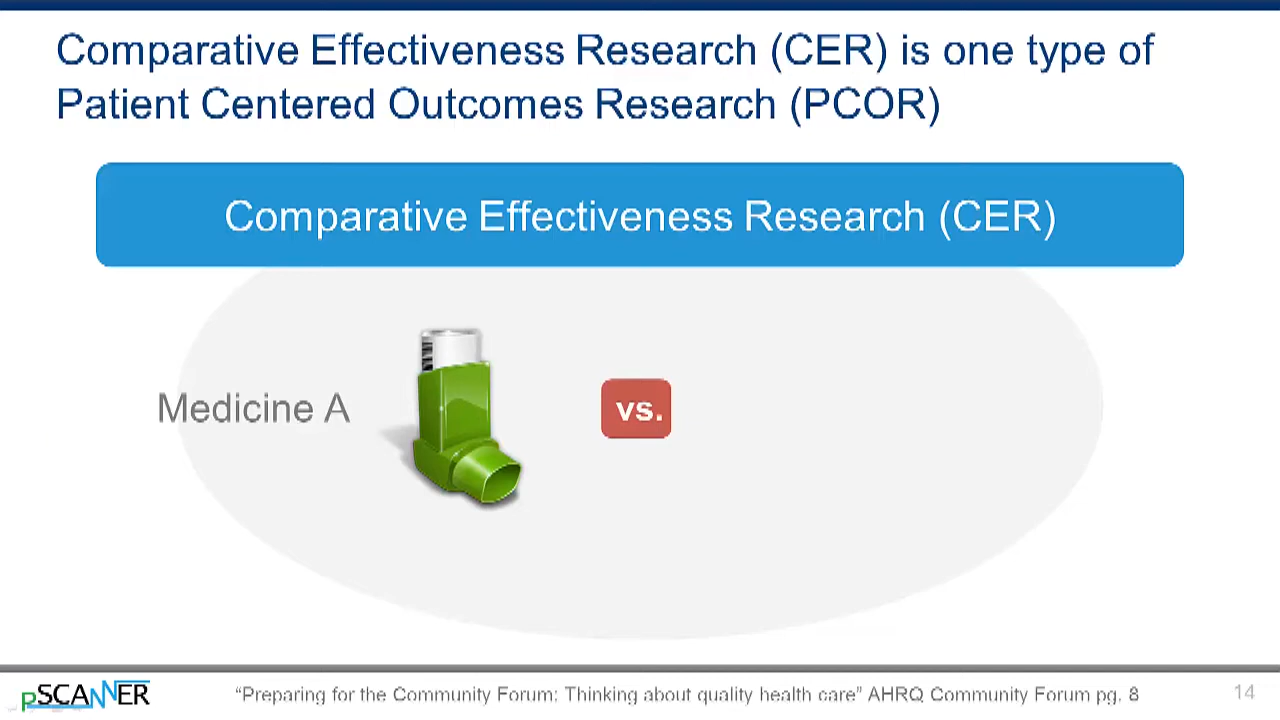 Comparative Effectiveness Research (CER) is one type of
Patient Centered Outcomes Research (PCOR)
Comparative Effectiveness Research (CER)
Medicine A
vs.
pSCANNER
“Preparing for the Community Forum: Thinking about quality health care” AHRQ Community Forum pg. 8
14